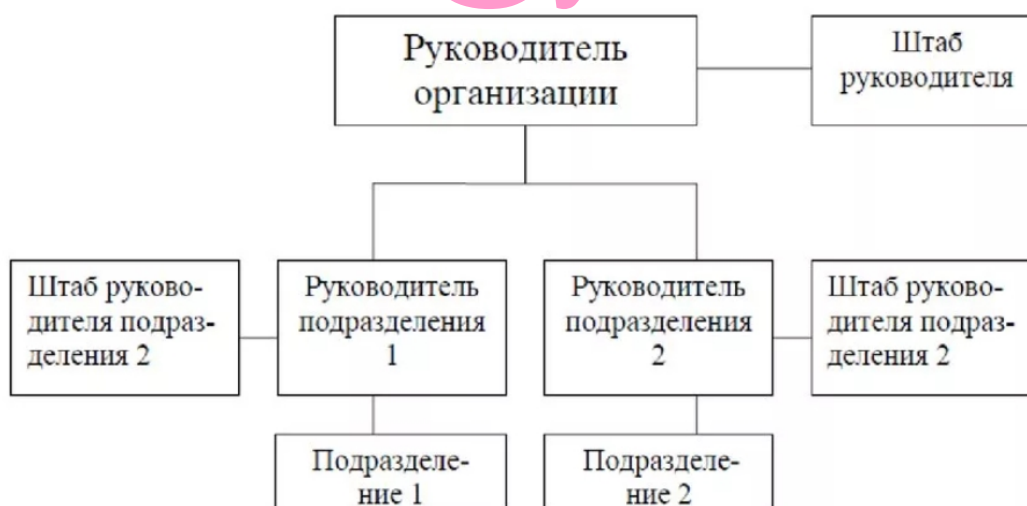 Руководитель
организации
Штаб
руководителя
Штаб руково-
дителя подраз-
деления 2
Руководитель
подразделения
1
Руководитель
подразделения
2
Штаб руково-
дителя подраз-
деления 2
Подразделе-
ние 1
Подразделе-
ние 2